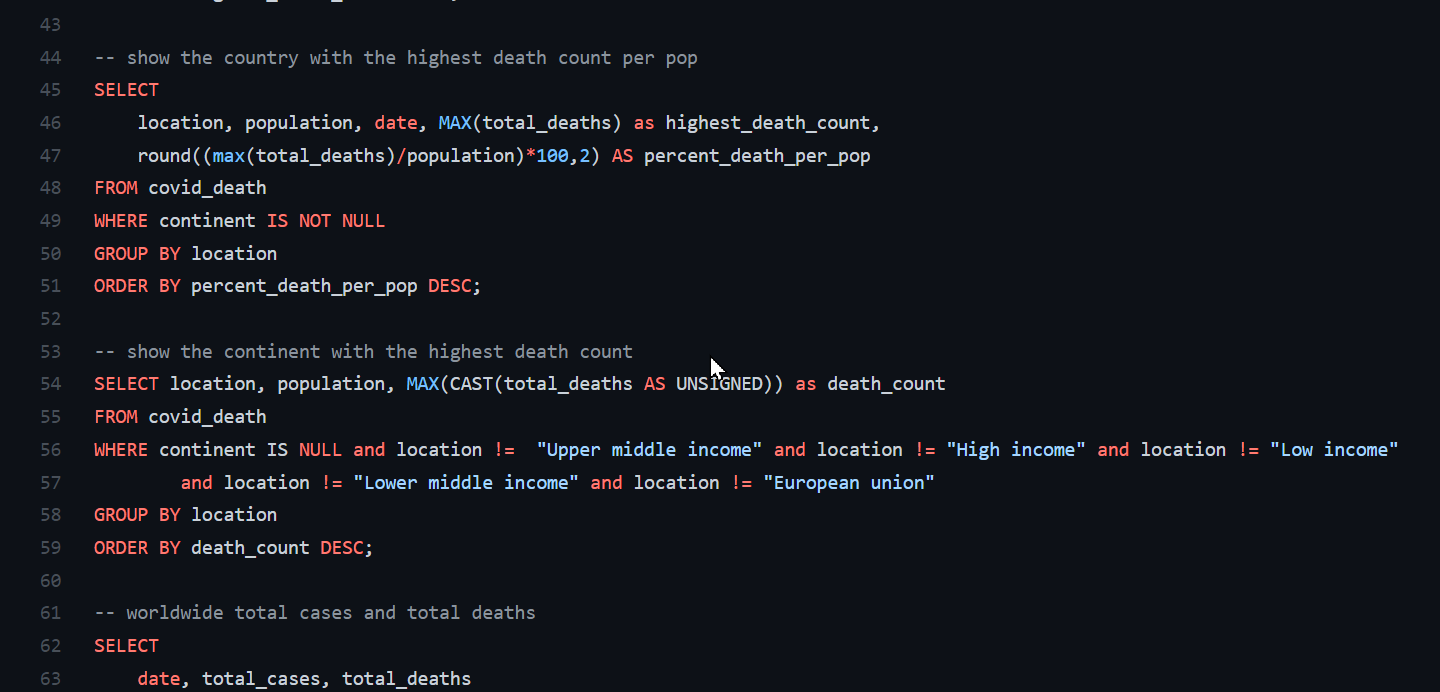 43
44 -- show the country with the highest death count per pop
45 SELECT
46     location, population, date, MAX(total_deaths) as highest_death_count,
47     round((max(total_deaths)/population)*100,2) AS percent_death_per_pop
48 FROM covid_death
49 WHERE continent IS NOT NULL
50 GROUP BY location
51 ORDER BY percent_death_per_pop DESC;
52
53 -- show the continent with the highest death count
54 SELECT location, population, MAX(CAST(total_deaths AS UNSIGNED)) as death_count
55 FROM covid_death
56 WHERE continent IS NULL and location !=  "Upper middle income" and location != "High income" and location != "Low income"
57         and location != "Lower middle income" and location != "European union"
58 GROUP BY location
59 ORDER BY death_count DESC;
60
61 -- worldwide total cases and total deaths
62 SELECT
63     date, total_cases, total_deaths